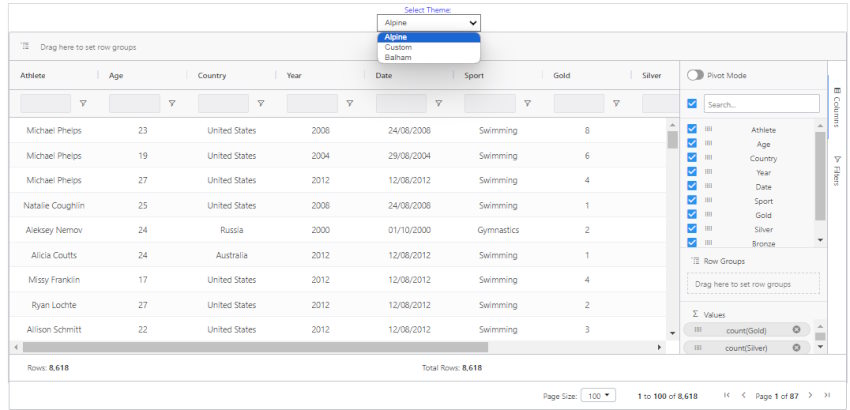 Select Theme:
Alpine
Alpine
Custom
Balham
Drag here to set row groups
Athlete Age Country Year Date Sport Gold Silver
Michael Phelps 23 United States 2008 24/08/2008 Swimming 8
Michael Phelps 19 United States 2004 29/08/2004 Swimming 6
Michael Phelps 27 United States 2012 12/08/2012 Swimming 4
Natalie Coughlin 25 United States 2008 24/08/2008 Swimming 1
Aleksey Nemov 24 Russia 2000 01/10/2000 Gymnastics 2
Alicia Coutts 24 Australia 2012 12/08/2012 Swimming 1
Missy Franklin 17 United States 2012 12/08/2012 Swimming 4
Ryan Lochte 27 United States 2012 12/08/2012 Swimming 2
Allison Schmitt 22 United States 2012 12/08/2012 Swimming 3
Pivot Mode
Search...
Athlete
Age
Country
Year
Date
Sport
Gold
Silver
Bronze
Row Groups
Drag here to set row groups
Values
count(Gold)
count(Silver)
Columns
Filters
Rows: 8,618 Total Rows: 8,618
Page Size: 100 1 to 100 of 8,618 Page 1 of 87